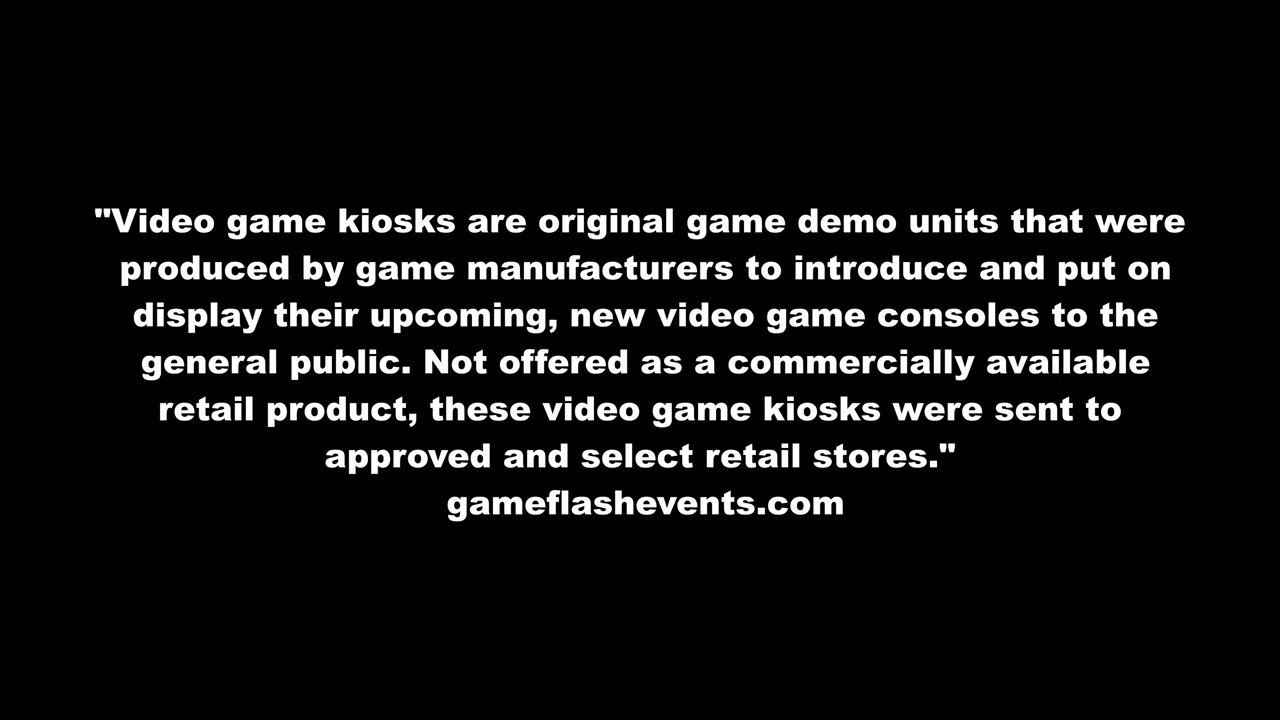 "Video game kiosks are original game demo units that were
produced by game manufacturers to introduce and put on
display their upcoming, new video game consoles to the
general public. Not offered as a commercially available
retail product, these video game kiosks were sent to
approved and select retail stores."
gameflashevents.com